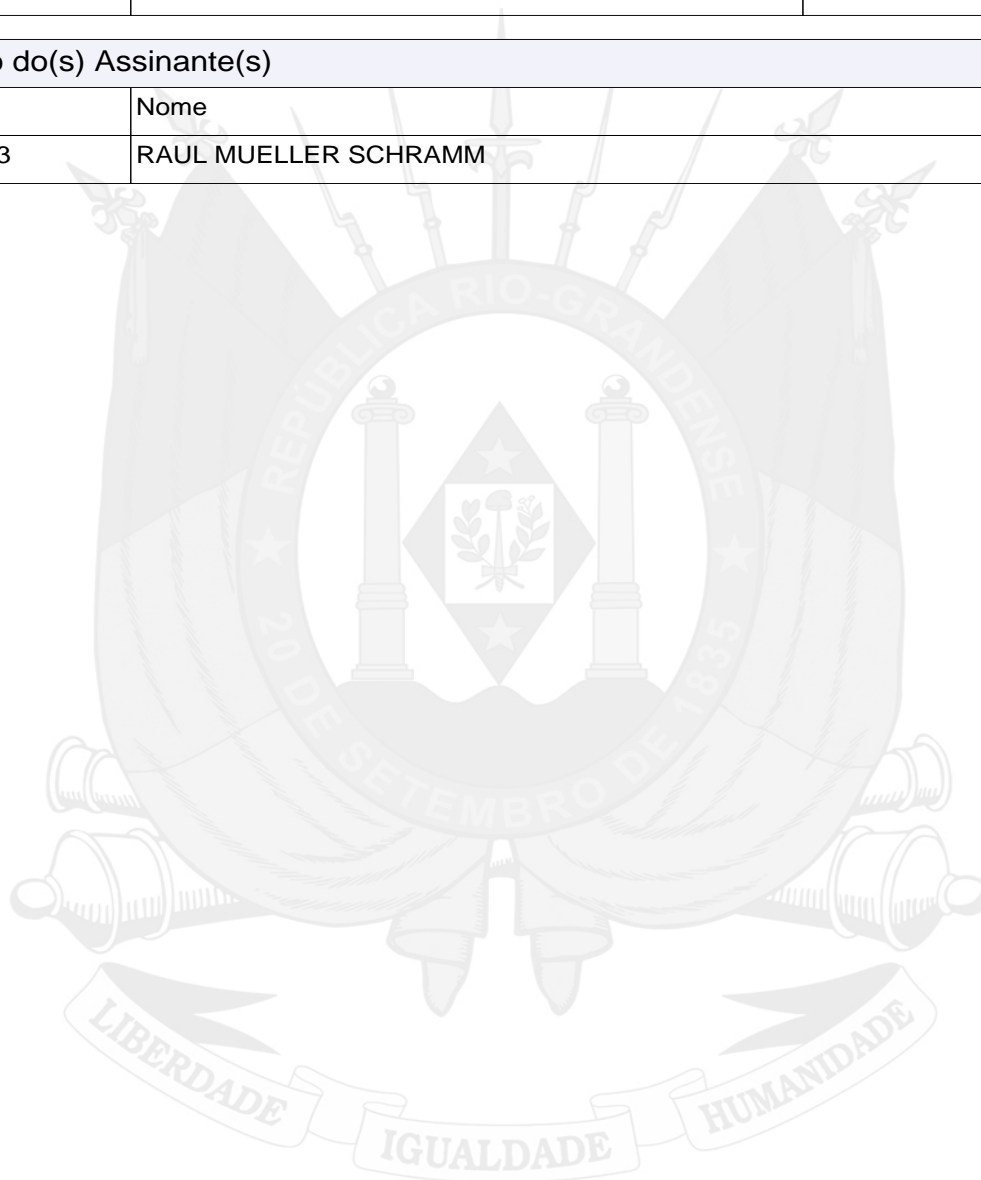 o do(s) Assinante(s)
Nome
3 RAUL MUELLER SCHRAMM
REPÚBLICA RIO-GRANDENSE
★ 20 DE SETEMBRO DE 1835 ★
LIBERDADE IGUALDADE HUMANIDADE